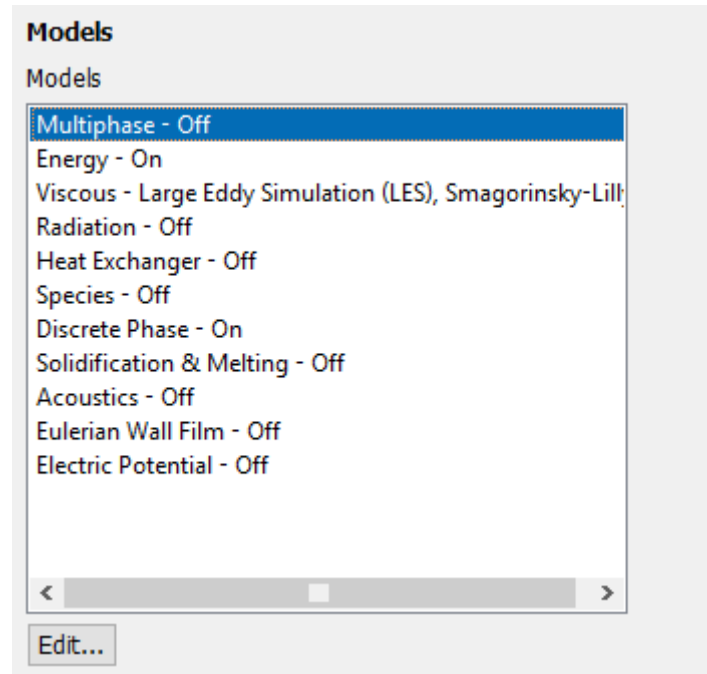 Models
Models
Multiphase - Off
Energy - On
Viscous - Large Eddy Simulation (LES), Smagorinsky-Lill
Radiation - Off
Heat Exchanger - Off
Species - Off
Discrete Phase - On
Solidification & Melting - Off
Acoustics - Off
Eulerian Wall Film - Off
Electric Potential - Off
Edit...